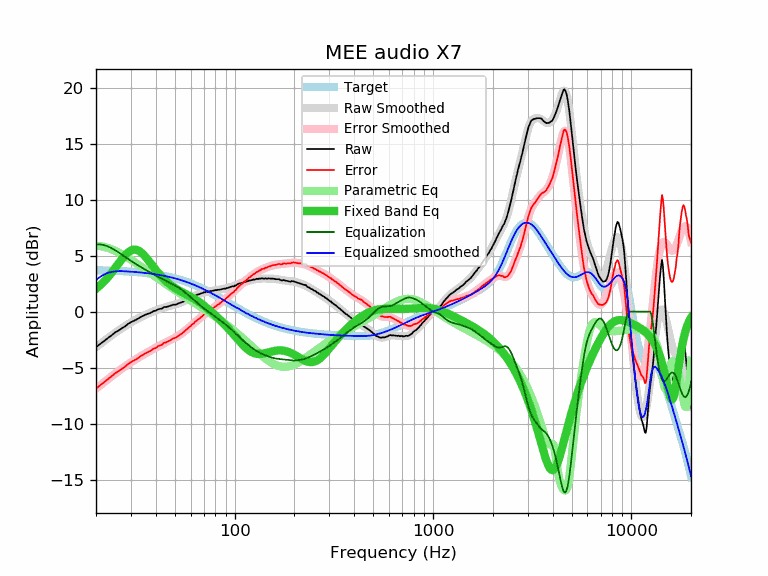 MEE audio X7
Target
Raw Smoothed
Error Smoothed
Raw
Error
Parametric Eq
Fixed Band Eq
Equalization
Equalized smoothed
20
15
10
5
0
−5
−10
−15
Amplitude (dBr)
100 1000 10000
Frequency (Hz)